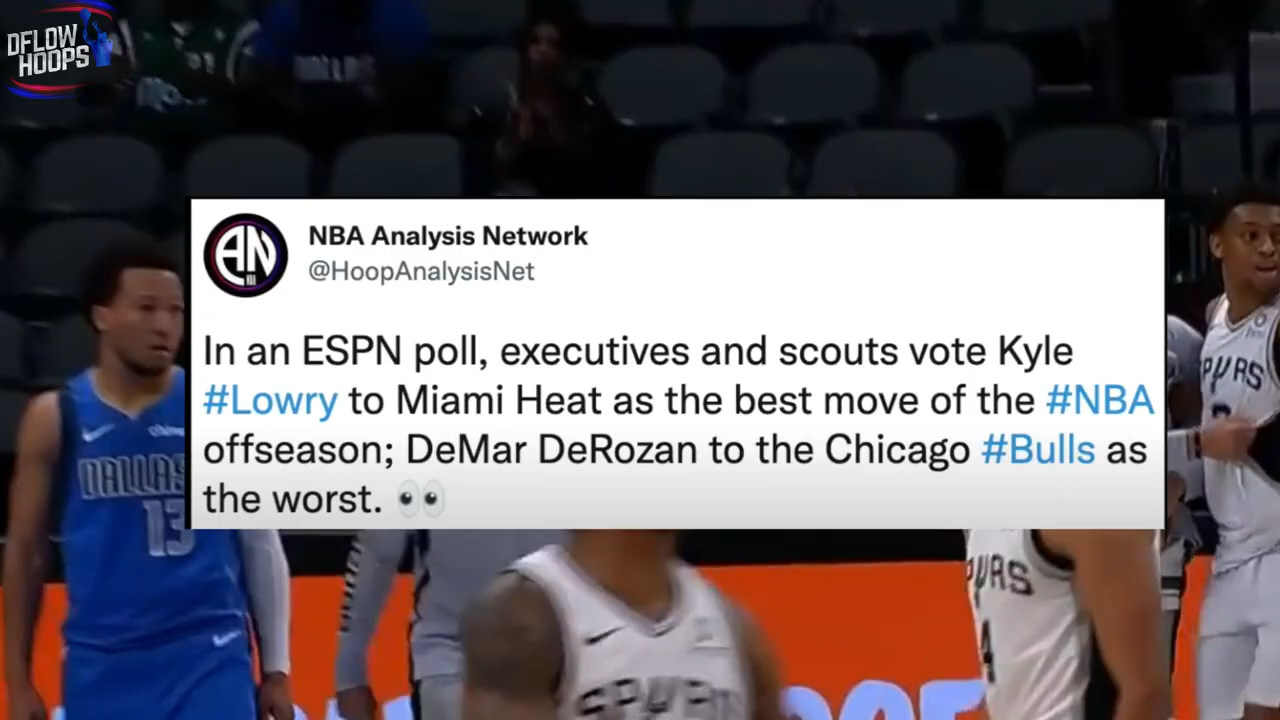 DFLOW
HOOPS
NBA Analysis Network
@HoopAnalysisNet
In an ESPN poll, executives and scouts vote Kyle
#Lowry to Miami Heat as the best move of the #NBA
offseason; DeMar DeRozan to the Chicago #Bulls as
the worst. 👀
DALLAS
13
SPURS
SPURS